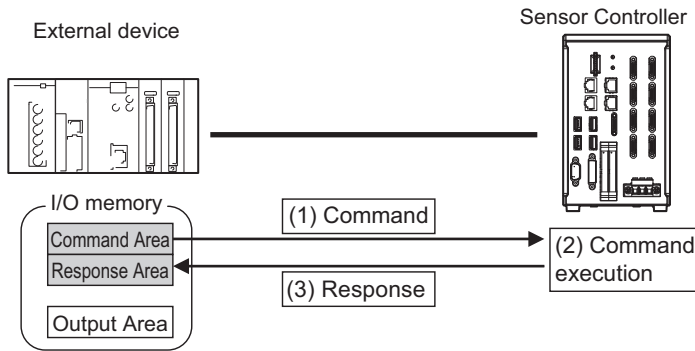 Sensor Controller
External device
I/O memory
(1) Command
Command Area
(2) Command
execution
Response Area
(3) Response
Output Area